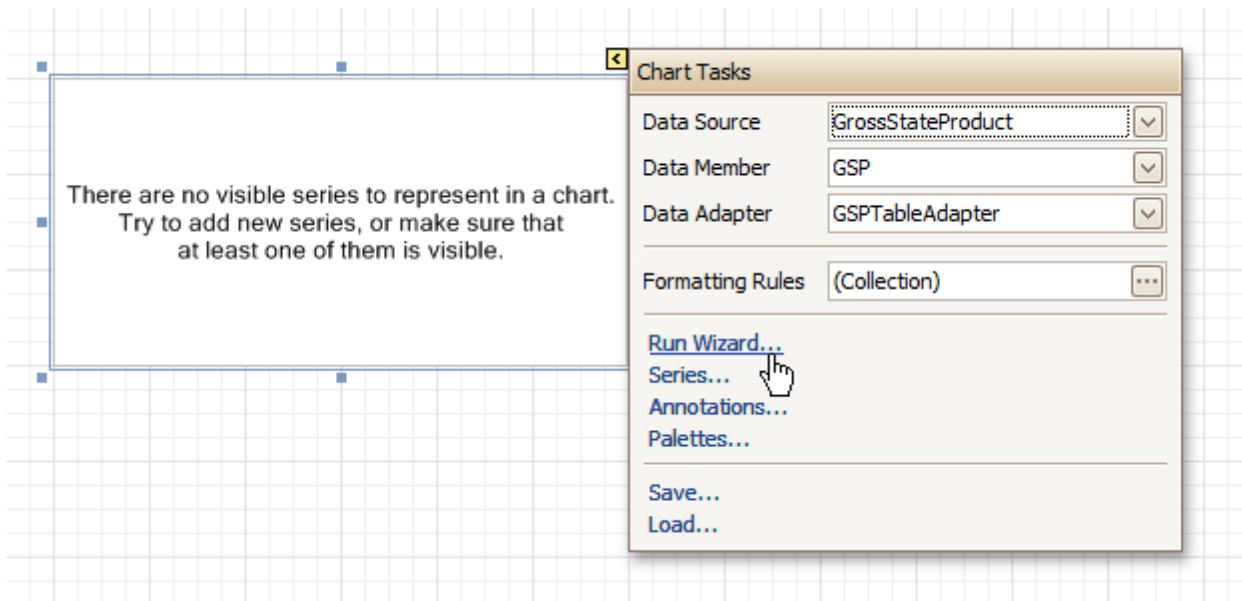 Chart Tasks
Data Source GrossStateProduct
Data Member GSP
Data Adapter GSPTableAdapter
There are no visible series to represent in a chart.
Try to add new series, or make sure that
at least one of them is visible.
Formatting Rules (Collection)
Run Wizard...
Series...
Annotations...
Palettes...
Save...
Load...